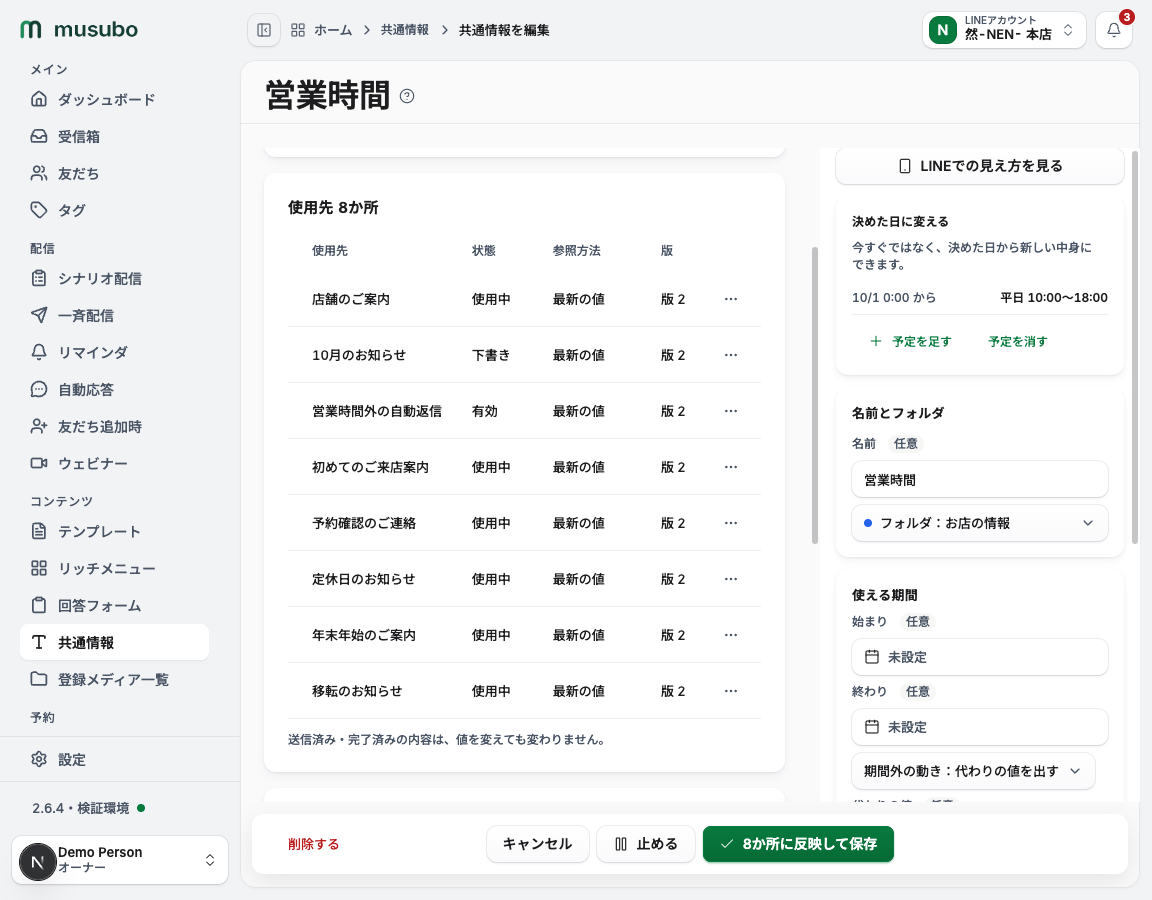 musubo
メイン
ダッシュボード
受信箱
友だち
タグ
配信
シナリオ配信
一斉配信
リマインダ
自動応答
友だち追加時
ウェビナー
コンテンツ
テンプレート
リッチメニュー
回答フォーム
共通情報
登録メディア一覧
予約
設定
2.6.4・検証環境
N
Demo Person
オーナー
ホーム > 共通情報 > 共通情報を編集
N
LINEアカウント
然-NEN- 本店
3
営業時間
使用先 8か所
使用先 状態 参照方法 版
店舗のご案内 使用中 最新の値 版 2 ···
10月のお知らせ 下書き 最新の値 版 2 ···
営業時間外の自動返信 有効 最新の値 版 2 ···
初めてのご来店案内 使用中 最新の値 版 2 ···
予約確認のご連絡 使用中 最新の値 版 2 ···
定休日のお知らせ 使用中 最新の値 版 2 ···
年末年始のご案内 使用中 最新の値 版 2 ···
移転のお知らせ 使用中 最新の値 版 2 ···
送信済み・完了済みの内容は、値を変えても変わりません。
LINEでの見え方を見る
決めた日に変える
今すぐではなく、決めた日から新しい中身に
できます。
10/1 0:00 から 平日 10:00〜18:00
予定を足す 予定を消す
名前とフォルダ
名前 任意
営業時間
フォルダ：お店の情報
使える期間
始まり 任意
未設定
終わり 任意
未設定
期間外の動き：代わりの値を出す
削除する
キャンセル
止める
8か所に反映して保存